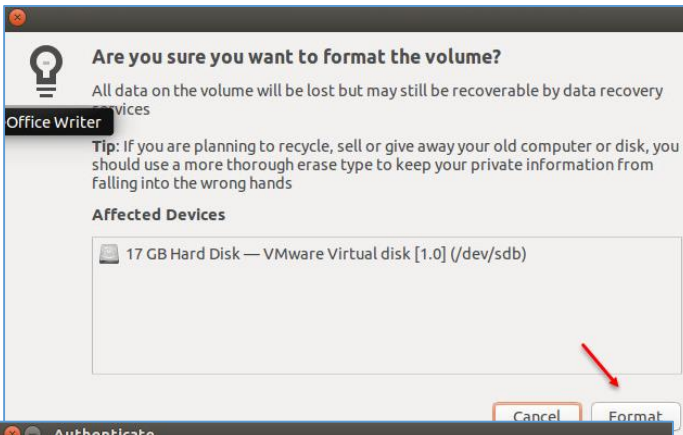 Are you sure you want to format the volume?
All data on the volume will be lost but may still be recoverable by data recovery
services
Office Writer
Tip: If you are planning to recycle, sell or give away your old computer or disk, you
should use a more thorough erase type to keep your private information from
falling into the wrong hands
Affected Devices
17 GB Hard Disk — VMware Virtual disk [1.0] (/dev/sdb)
Cancel Format
Authenticate